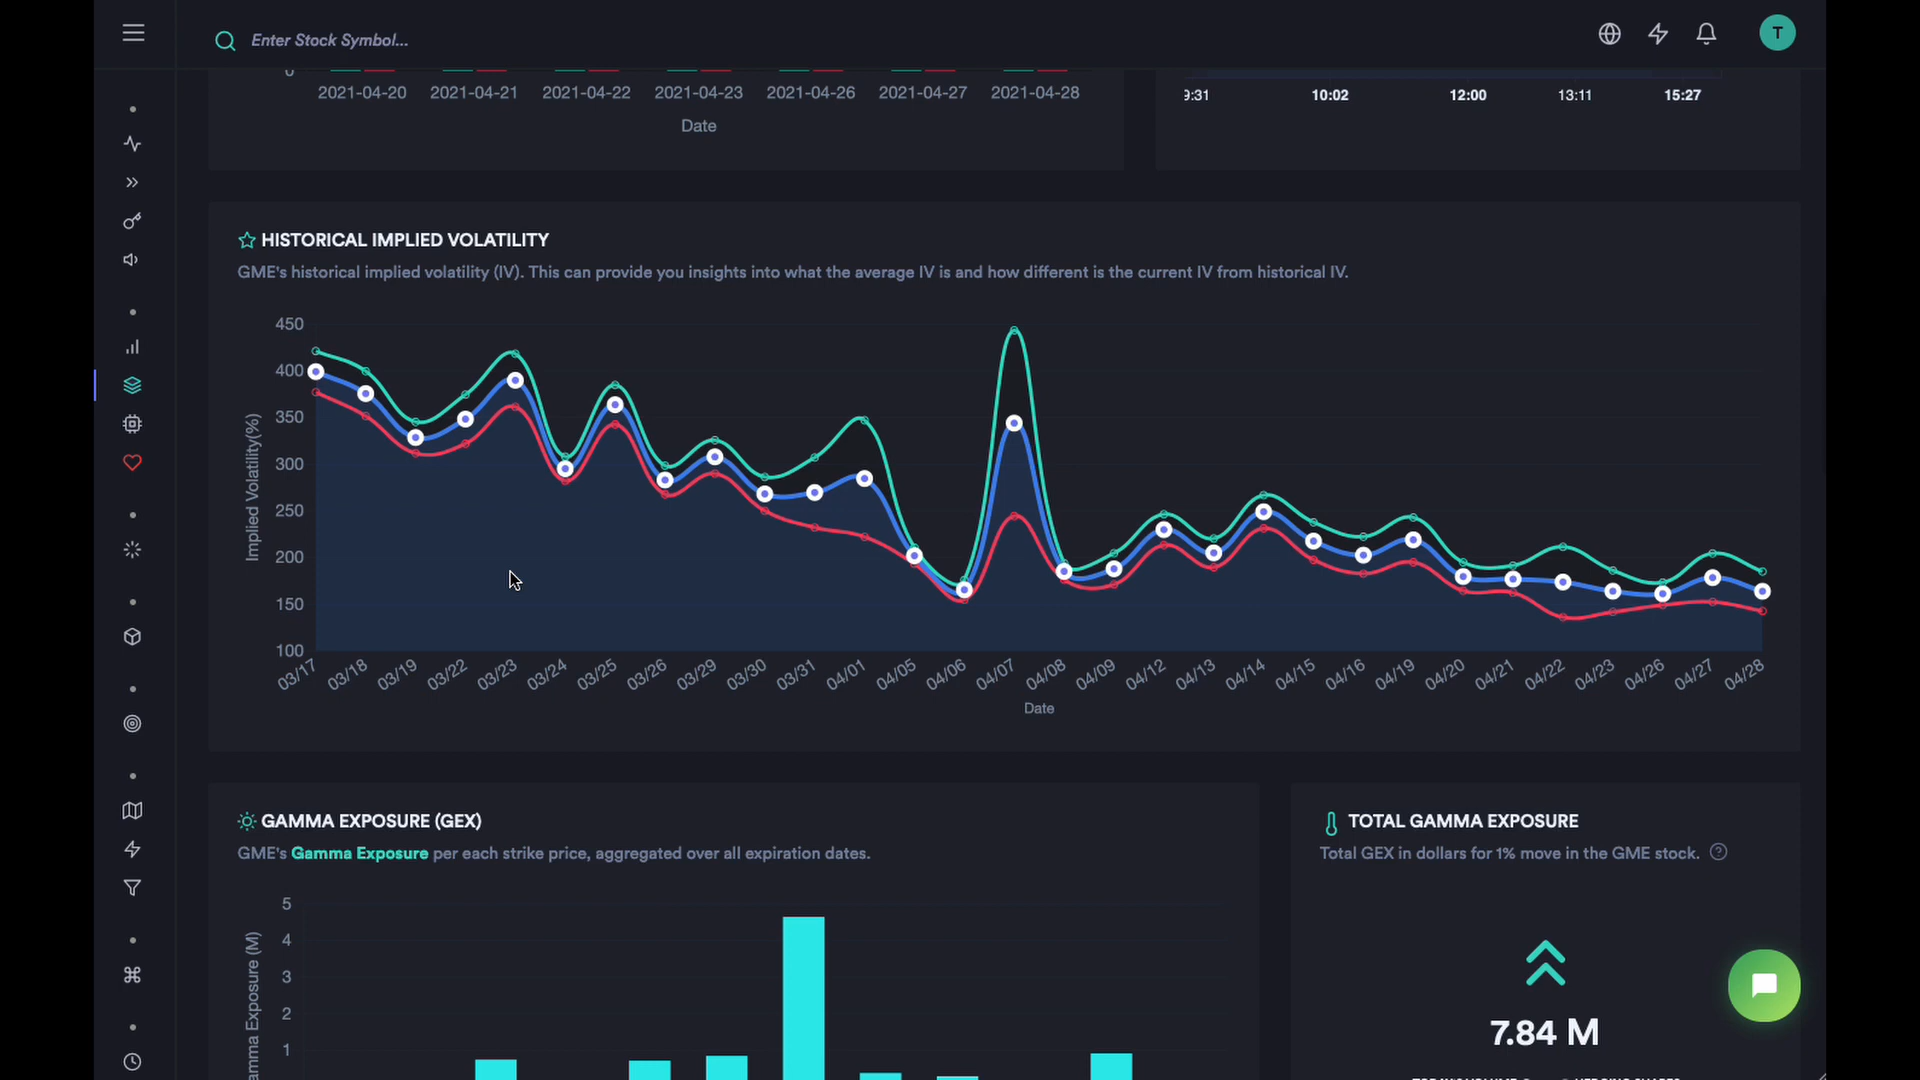 Enter Stock Symbol...
T
0
2021-04-20 2021-04-21 2021-04-22 2021-04-23 2021-04-26 2021-04-27 2021-04-28
Date
9:31 10:02 12:00 13:11 15:27
HISTORICAL IMPLIED VOLATILITY
GME's historical implied volatility (IV). This can provide you insights into what the average IV is and how different is the current IV from historical IV.
Implied Volatility(%)
450
400
350
300
250
200
150
100
03/17 03/18 03/19 03/22 03/23 03/24 03/25 03/26 03/29 03/30 03/31 04/01 04/05 04/06 04/07 04/08 04/09 04/12 04/13 04/14 04/15 04/16 04/19 04/20 04/21 04/22 04/23 04/26 04/27 04/28
Date
GAMMA EXPOSURE (GEX)
GME's Gamma Exposure per each strike price, aggregated over all expiration dates.
amma Exposure (M)
5
4
3
2
1
TOTAL GAMMA EXPOSURE
Total GEX in dollars for 1% move in the GME stock. ?
7.84 M